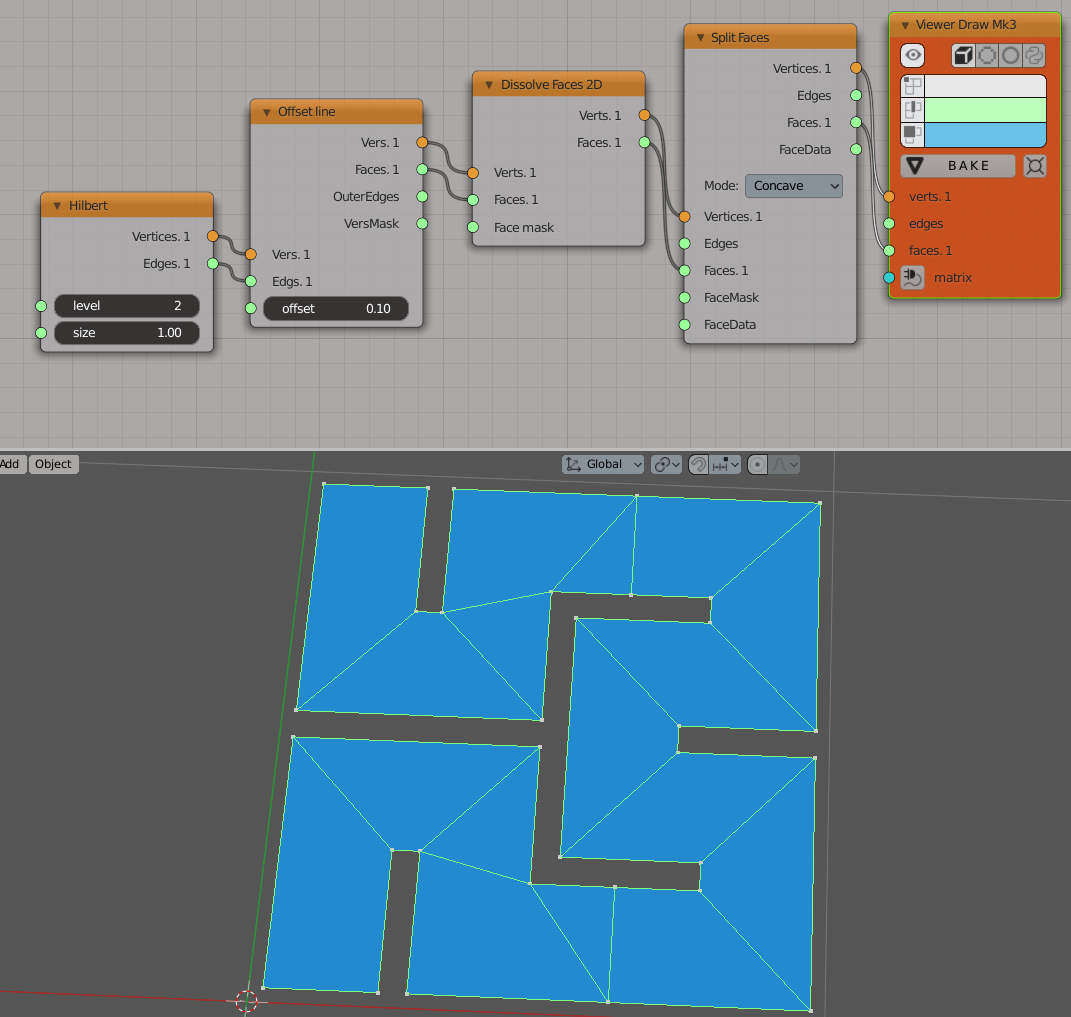 Hilbert
Vertices. 1
Edges. 1
level 2
size 1.00
Offset line
Vers. 1
Faces. 1
OuterEdges
VersMask
Vers. 1
Edgs. 1
offset 0.10
Dissolve Faces 2D
Verts. 1
Faces. 1
Verts. 1
Faces. 1
Face mask
Split Faces
Vertices. 1
Edges
Faces. 1
FaceData
Mode: Concave
Vertices. 1
Edges
Faces. 1
FaceMask
FaceData
Viewer Draw Mk3
BAKE
verts. 1
edges
faces. 1
matrix
Add Object
Global